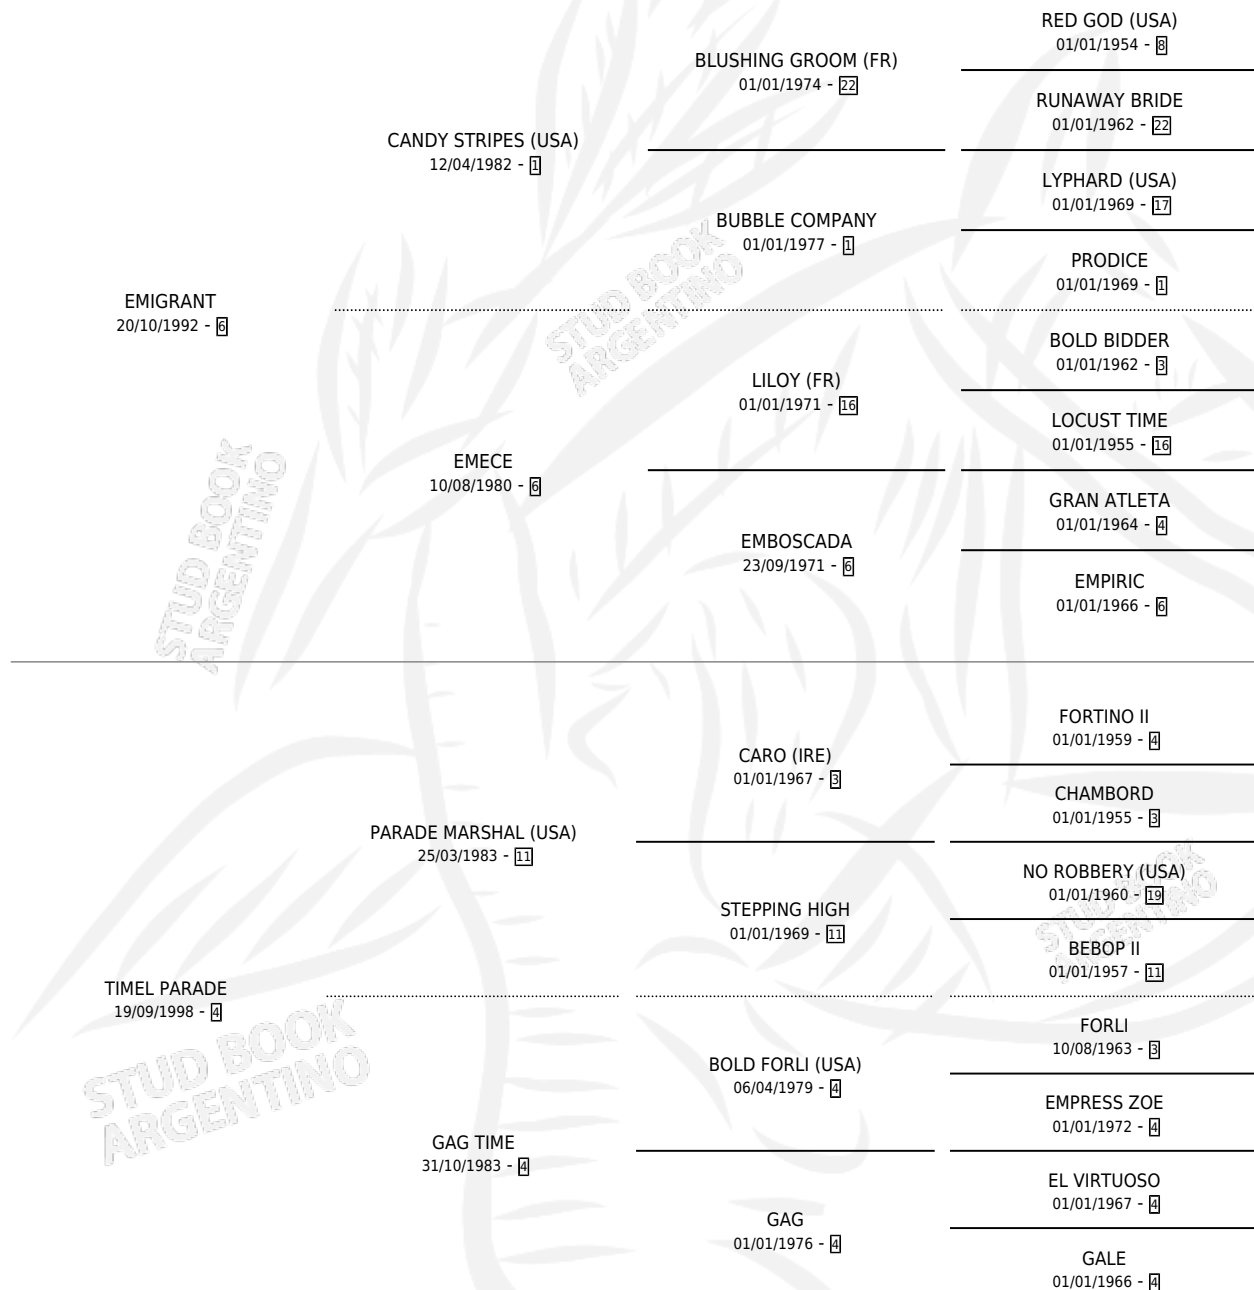 RED GOD (USA)
01/01/1954 - 8
BLUSHING GROOM (FR)
01/01/1974 - 22
RUNAWAY BRIDE
01/01/1962 - 22
CANDY STRIPES (USA)
12/04/1982 - 1
LYPHARD (USA)
01/01/1969 - 17
BUBBLE COMPANY
01/01/1977 - 1
PRODICE
01/01/1969 - 1
EMIGRANT
20/10/1992 - 6
BOLD BIDDER
01/01/1962 - 3
LILOY (FR)
01/01/1971 - 16
LOCUST TIME
01/01/1955 - 16
EMECE
10/08/1980 - 6
GRAN ATLETA
01/01/1964 - 4
EMBOSCADA
23/09/1971 - 6
EMPIRIC
01/01/1966 - 6
STUD BOOK
ARGENTINO
STUD BOOK
ARGENTINO
FORTINO II
01/01/1959 - 4
CARO (IRE)
01/01/1967 - 3
CHAMBORD
01/01/1955 - 3
PARADE MARSHAL (USA)
25/03/1983 - 11
NO ROBBERY (USA)
01/01/1960 - 19
STEPPING HIGH
01/01/1969 - 11
BEBOP II
01/01/1957 - 11
STUD BOOK
ARGENTINO
TIMEL PARADE
19/09/1998 - 4
FORLI
10/08/1963 - 3
BOLD FORLI (USA)
06/04/1979 - 4
EMPRESS ZOE
01/01/1972 - 4
GAG TIME
31/10/1983 - 4
EL VIRTUOSO
01/01/1967 - 4
GAG
01/01/1976 - 4
GALE
01/01/1966 - 4
STUD BOOK
ARGENTINO